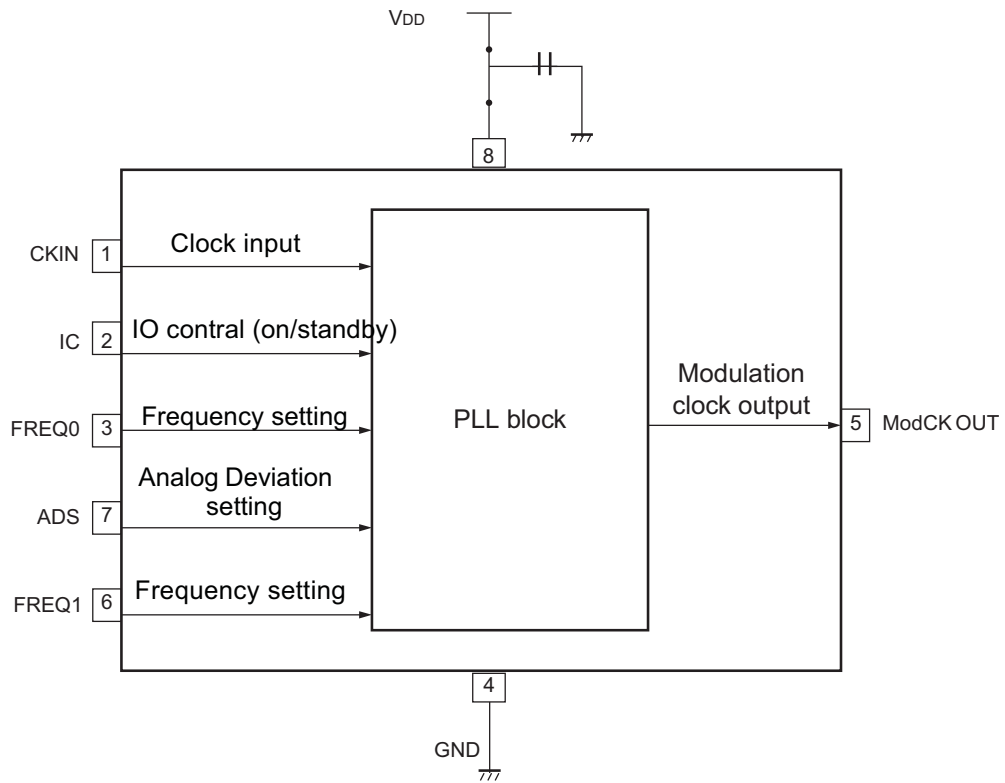 VDD
8
CKIN 1 Clock input
IC 2 IO contral (on/standby)
FREQ0 3 Frequency setting
ADS 7 Analog Deviation
setting
FREQ1 6 Frequency setting
PLL block
Modulation
clock output
5 ModCK OUT
4
GND